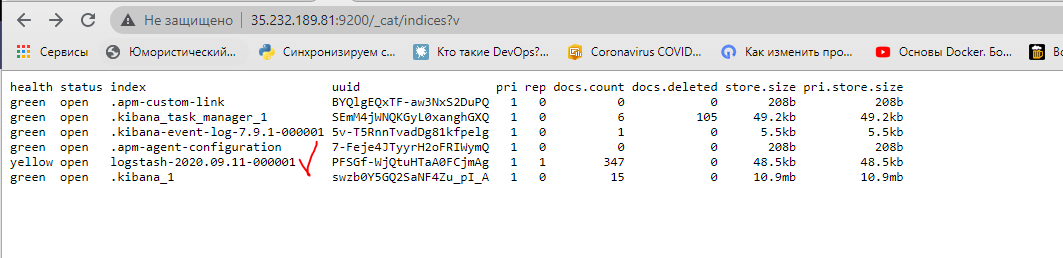 Не защищено | 35.232.189.81:9200/_cat/indices?v
Сервисы Юмористический... Синхронизируем с... Кто такие DevOps?... Coronavirus COVID... Как изменить про... Основы Docker. Бо...
health status index uuid pri rep docs.count docs.deleted store.size pri.store.size
green open .apm-custom-link BYQlgEQxTF-aw3NxS2DuPQ 1 0 0 0 208b 208b
green open .kibana_task_manager_1 SEmM4jWNQKGyL0xanghGXQ 1 0 6 105 49.2kb 49.2kb
green open .kibana-event-log-7.9.1-000001 5v-T5RnnTvadDg81kfpelg 1 0 1 0 5.5kb 5.5kb
green open .apm-agent-configuration 7-Feje4JTyyrH2oFRIWymQ 1 0 0 0 208b 208b
yellow open logstash-2020.09.11-000001 PFSGf-WjQtuHTaA0FCjmAg 1 1 347 0 48.5kb 48.5kb
green open .kibana_1 swzb0Y5GQ2SaNF4Zu_pI_A 1 0 15 0 10.9mb 10.9mb